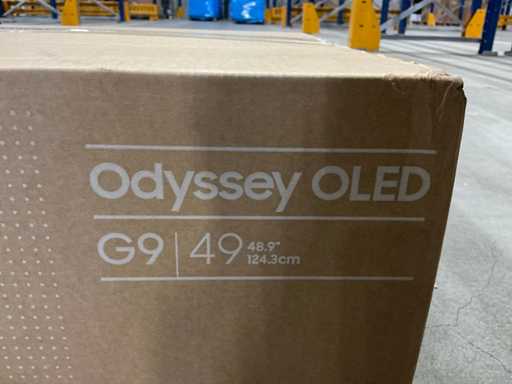 Odyssey OLED
G9 | 49 48.9"
124.3cm